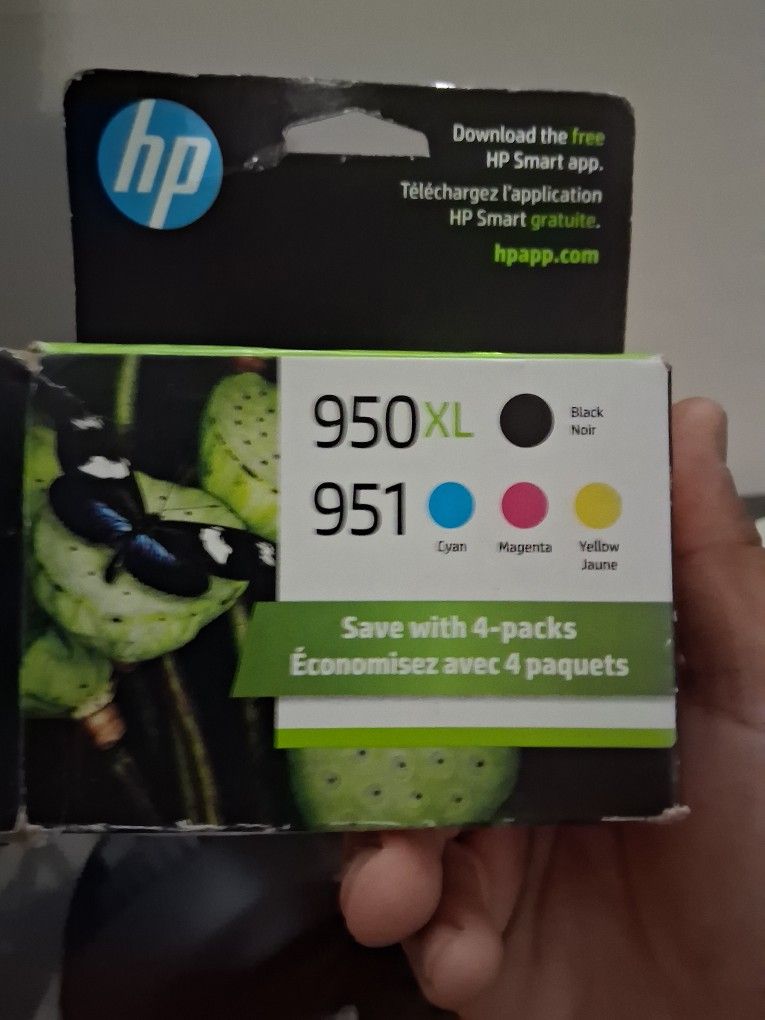 hp
Download the free
HP Smart app.
Téléchargez l'application
HP Smart gratuite.
hpapp.com
950XL
Black
Noir
951
Cyan
Magenta
Yellow
Jaune
Save with 4-packs
Économisez avec 4 paquets